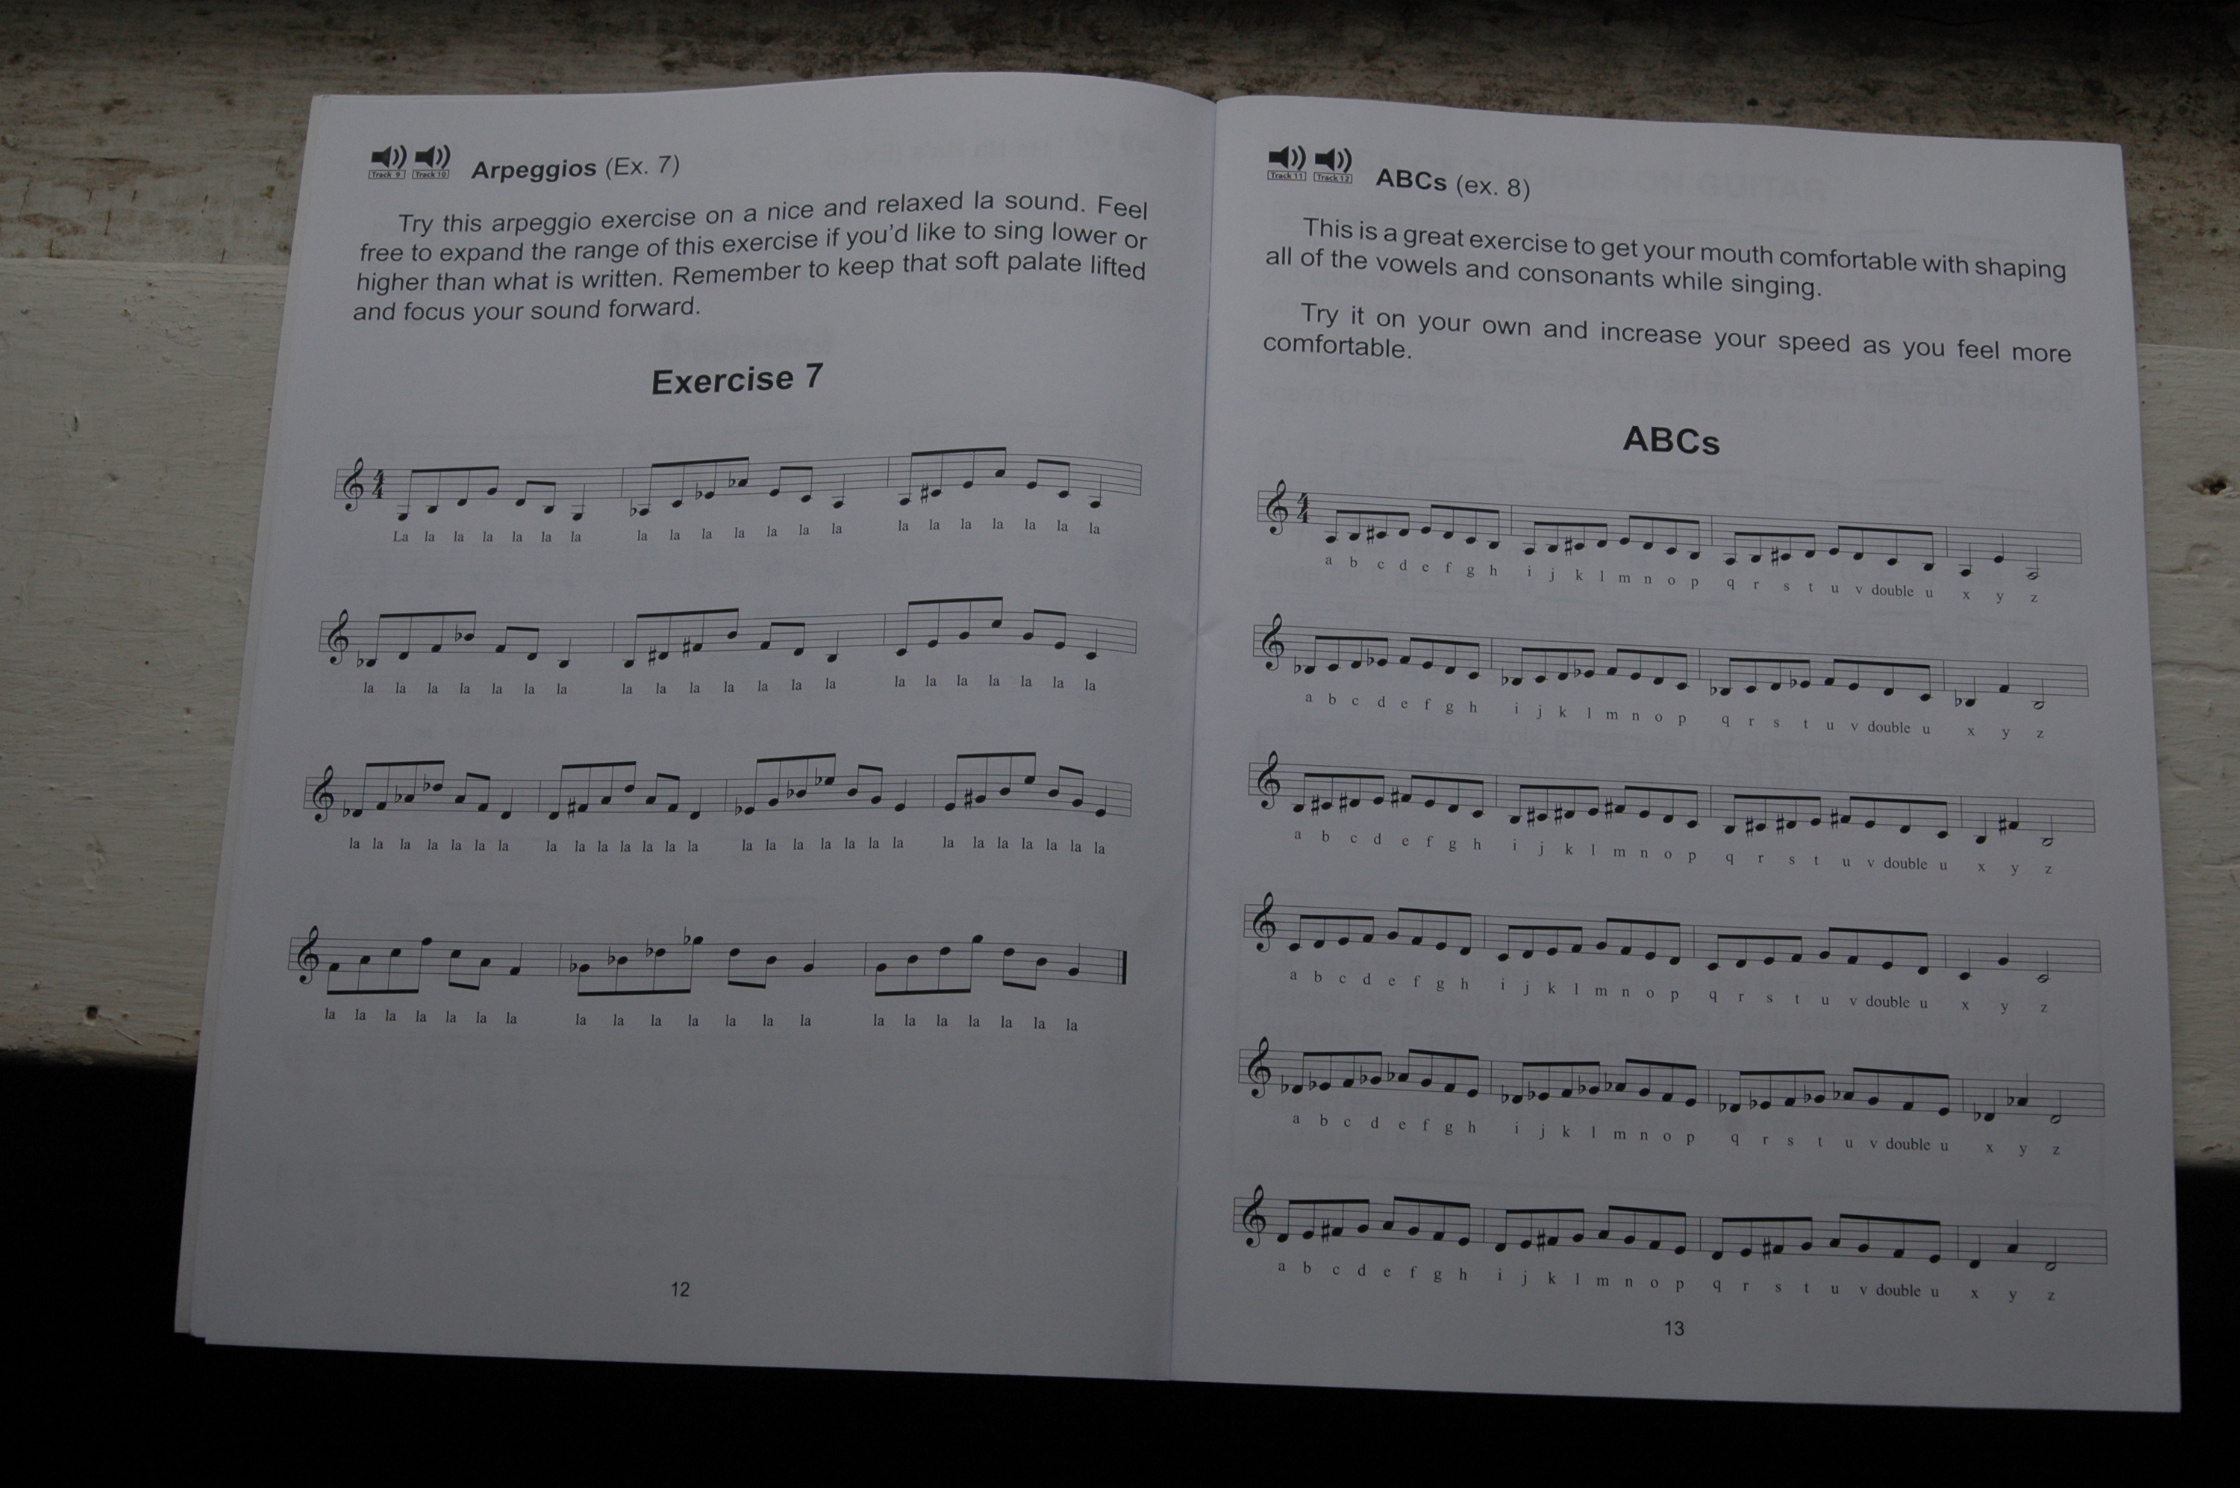 Track 9 Track 10 Arpeggios (Ex. 7)
Try this arpeggio exercise on a nice and relaxed la sound. Feel
free to expand the range of this exercise if you'd like to sing lower or
higher than what is written. Remember to keep that soft palate lifted
and focus your sound forward.
Exercise 7
4
4
La la la la la la la la la la la la la la la la la la la la la
la la la la la la la la la la la la la la la la la la la la la
la la la la la la la la la la la la la la la la la la la la la la la la la la la la
la la la la la la la la la la la la la la la la la la la la la
12
Track 11 Track 12 ABCs (ex. 8)
This is a great exercise to get your mouth comfortable with shaping
all of the vowels and consonants while singing.
Try it on your own and increase your speed as you feel more
comfortable.
ABCs
4
4
a b c d e f g h i j k l m n o p q r s t u v double u x y z
a b c d e f g h i j k l m n o p q r s t u v double u x y z
a b c d e f g h i j k l m n o p q r s t u v double u x y z
a b c d e f g h i j k l m n o p q r s t u v double u x y z
a b c d e f g h i j k l m n o p q r s t u v double u x y z
a b c d e f g h i j k l m n o p q r s t u v double u x y z
13